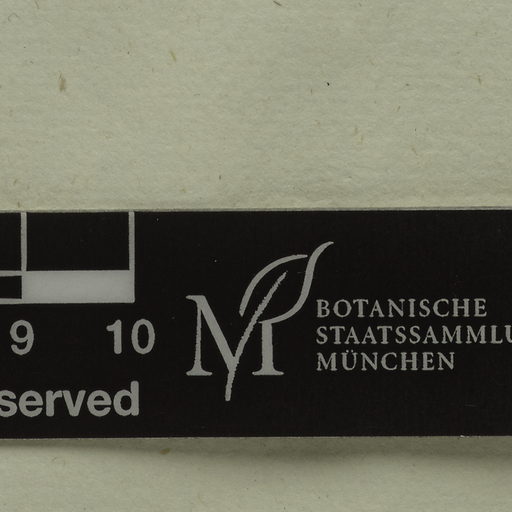 9 10
served
M
BOTANISCHE
STAATSSAMMLU
MÜNCHEN